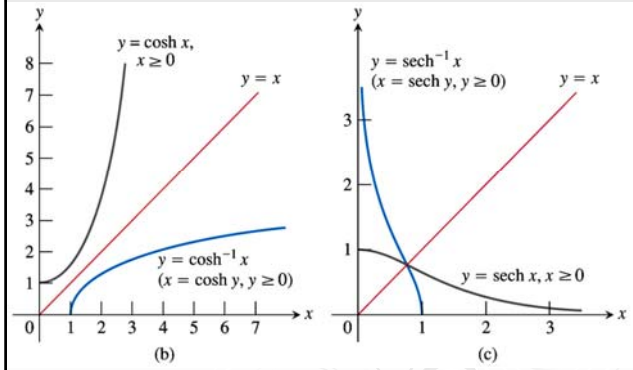 y
y = cosh x,
x ≥ 0
y = x
8
7
6
5
4
3
2
1
y = cosh⁻¹ x
(x = cosh y, y ≥ 0)
0 1 2 3 4 5 6 7 x
(b)
y
y = sech⁻¹ x
(x = sech y, y ≥ 0)
y = x
3
2
1
y = sech x, x ≥ 0
0 1 2 3 x
(c)